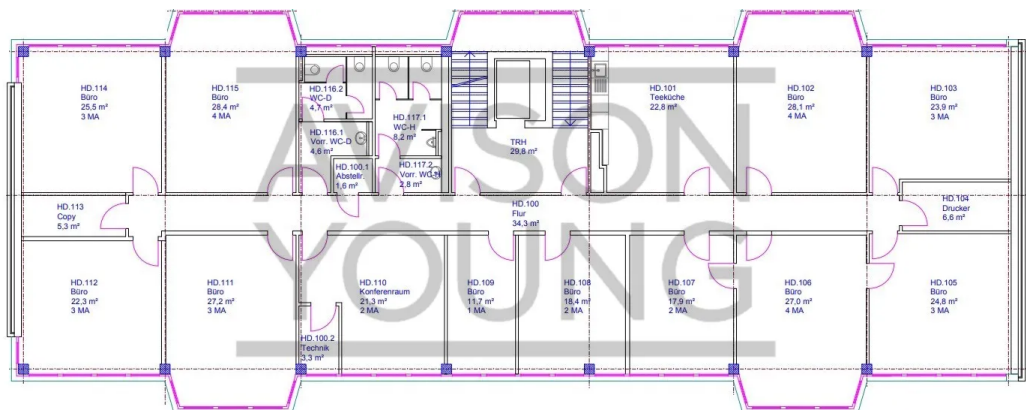 HD.114
Büro
25,5 m²
3 MA
HD.115
Büro
28,4 m²
4 MA
HD.116.2
WC-D
4,7 m²
HD.116.1
Vorr. WC-D
4,6 m²
HD.100.1
Abstellr.
1,6 m²
HD.117.1
WC-H
8,2 m²
HD.117.2
Vorr. WC-H
2,8 m²
TRH
29,8 m²
HD.101
Teeküche
22,8 m²
HD.102
Büro
28,1 m²
4 MA
HD.103
Büro
23,9 m²
3 MA
HD.113
Copy
5,3 m²
HD.100
Flur
34,3 m²
HD.104
Drucker
6,6 m²
HD.112
Büro
22,3 m²
3 MA
HD.111
Büro
27,2 m²
3 MA
HD.110
Konferenraum
21,3 m²
2 MA
HD.100.2
Technik
3,3 m²
HD.109
Büro
11,7 m²
1 MA
HD.108
Büro
18,4 m²
2 MA
HD.107
Büro
17,9 m²
2 MA
HD.106
Büro
27,0 m²
4 MA
HD.105
Büro
24,8 m²
3 MA
AVISON
YOUNG